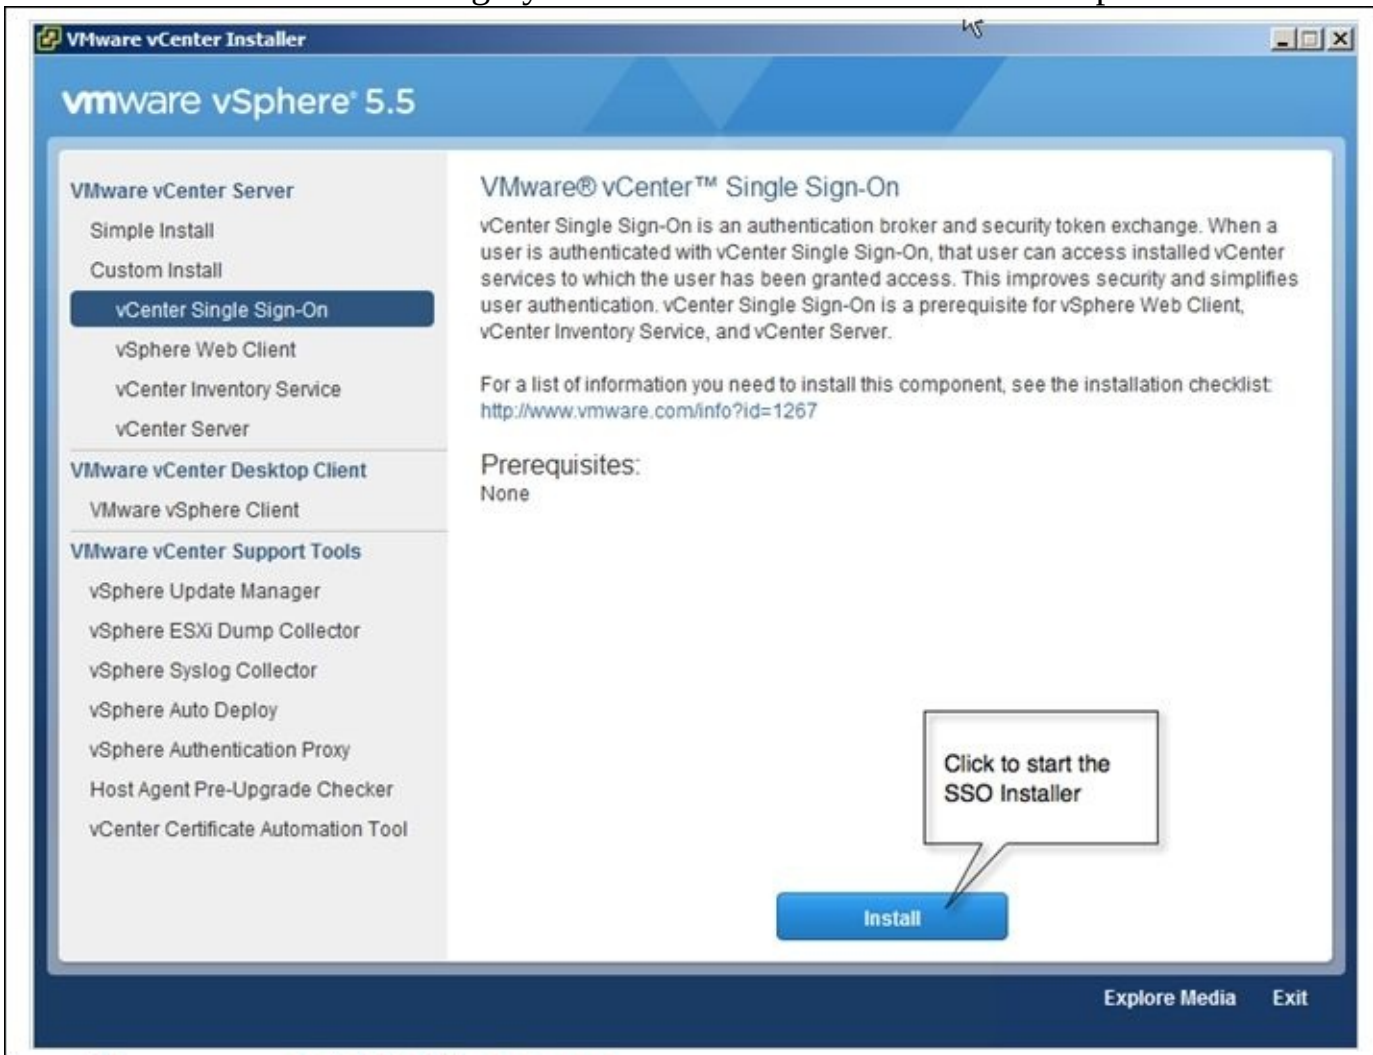 VMware vCenter Installer
vmware vSphere® 5.5
VMware vCenter Server
Simple Install
Custom Install
vCenter Single Sign-On
vSphere Web Client
vCenter Inventory Service
vCenter Server
VMware vCenter Desktop Client
VMware vSphere Client
VMware vCenter Support Tools
vSphere Update Manager
vSphere ESXi Dump Collector
vSphere Syslog Collector
vSphere Auto Deploy
vSphere Authentication Proxy
Host Agent Pre-Upgrade Checker
vCenter Certificate Automation Tool
VMware® vCenter™ Single Sign-On
vCenter Single Sign-On is an authentication broker and security token exchange. When a
user is authenticated with vCenter Single Sign-On, that user can access installed vCenter
services to which the user has been granted access. This improves security and simplifies
user authentication. vCenter Single Sign-On is a prerequisite for vSphere Web Client,
vCenter Inventory Service, and vCenter Server.
For a list of information you need to install this component, see the installation checklist:
http://www.vmware.com/info?id=1267
Prerequisites:
None
Click to start the
SSO Installer
Install
Explore Media
Exit